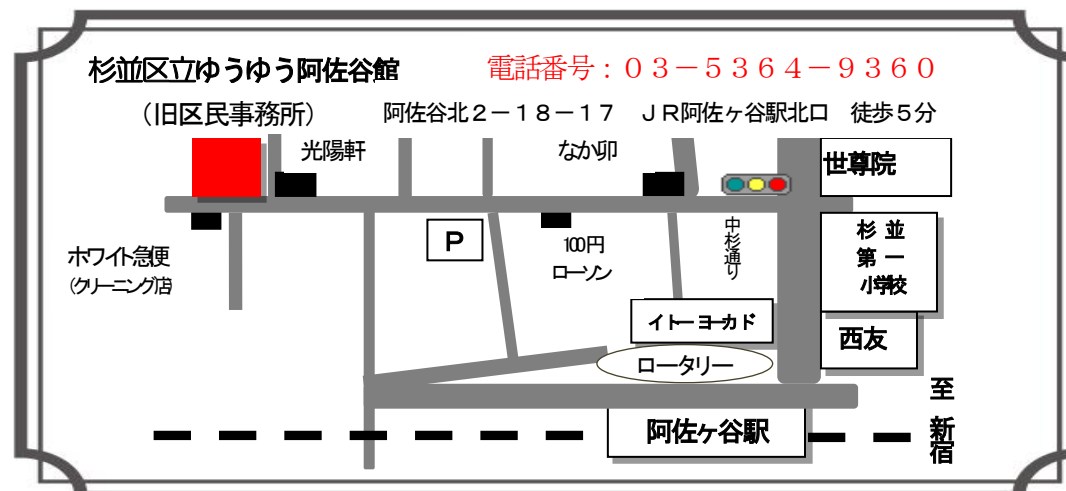 杉並区立ゆうゆう阿佐谷館
電話番号：０３－５３６４－９３６０
（旧区民事務所）
阿佐谷北２－１８－１７　ＪＲ阿佐ヶ谷駅北口　徒歩５分
光陽軒
なか卯
世尊院
P
100円
ローソン
中杉通り
杉並
第一
小学校
ホワイト急便
(クリーニング店)
イトーヨーカド
西友
ロータリー
至
新宿
阿佐ヶ谷駅